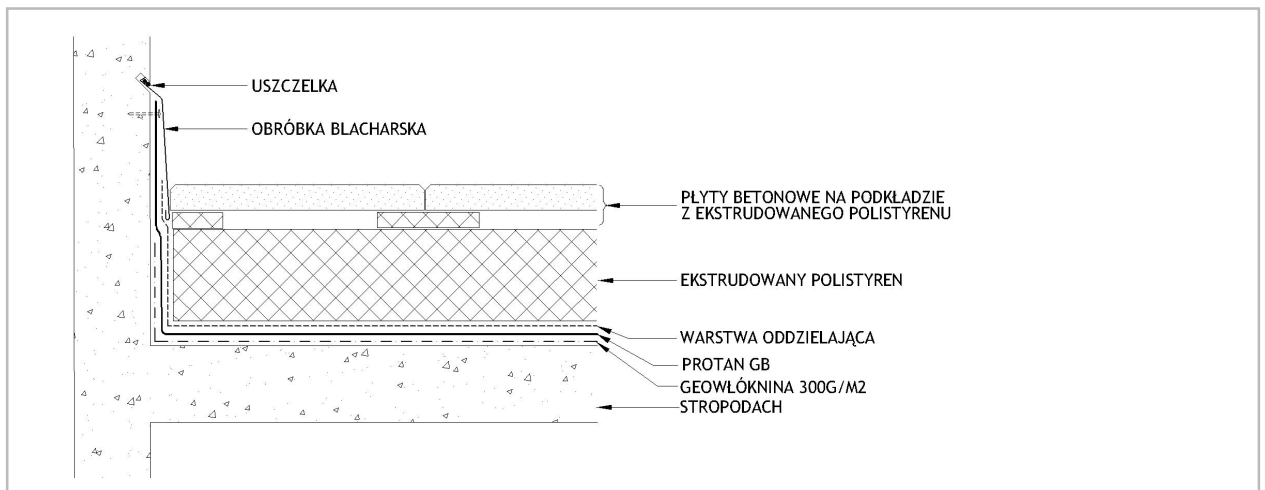 USZCZELKA
OBRÓBKA BLACHARSKA
PŁYTY BETONOWE NA PODKŁADZIE
Z EKSTRUDOWANEGO POLISTYRENU
EKSTRUDOWANY POLISTYREN
WARSTWA ODDZIELAJĄCA
PROTAN GB
GEOWŁÓKNINA 300G/M2
STROPODACH